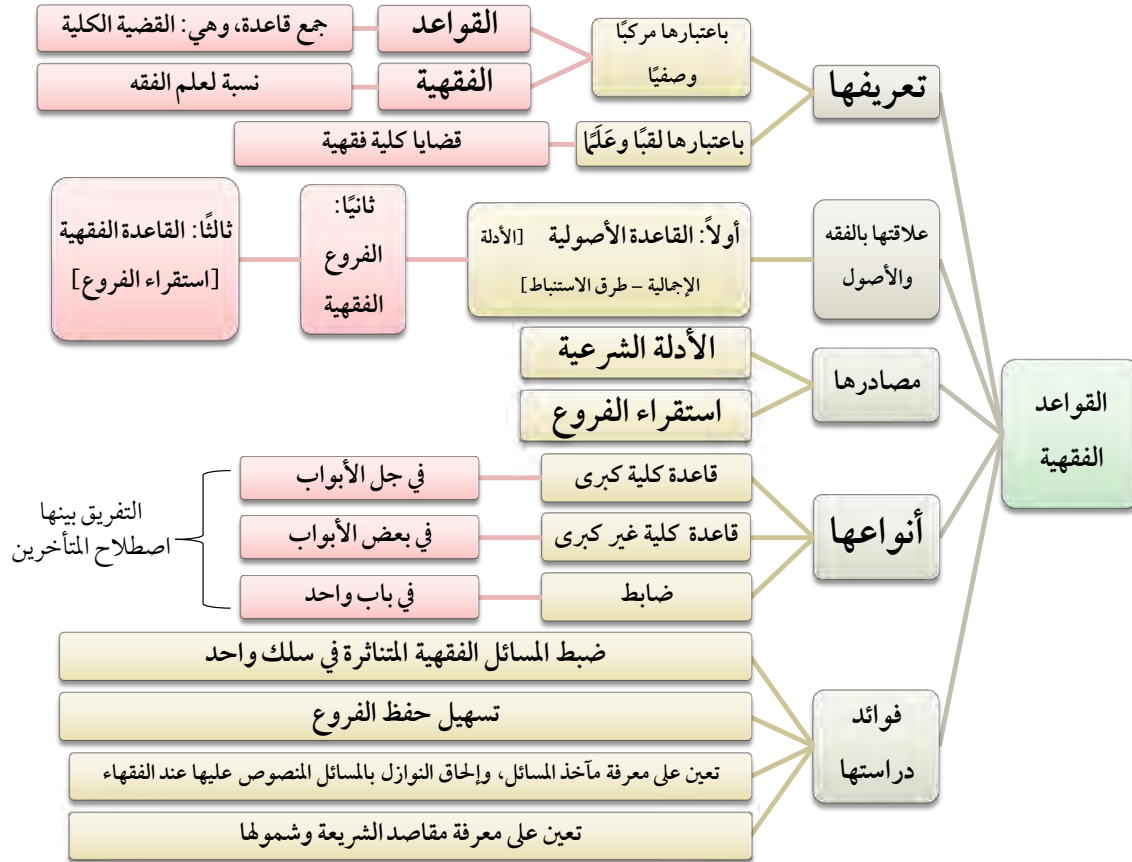 القواعد
الفقهية
تعريفها
باعتبارها مركبًا
وصفيًا
القواعد
جمع قاعدة، وهي: القضية الكلية
الفقهية
نسبة لعلم الفقه
باعتبارها لقبًا وعَلَمًا
قضايا كلية فقهية
علاقتها بالفقه
والأصول
أولاً: القاعدة الأصولية [الأدلة
الإجمالية – طرق الاستنباط]
ثانيًا:
الفروع
الفقهية
ثالثًا: القاعدة الفقهية
[استقراء الفروع]
مصادرها
الأدلة الشرعية
استقراء الفروع
أنواعها
قاعدة كلية كبرى
في جل الأبواب
قاعدة كلية غير كبرى
في بعض الأبواب
ضابط
في باب واحد
التفريق بينها
اصطلاح المتأخرين
فوائد
دراستها
ضبط المسائل الفقهية المتناثرة في سلك واحد
تسهيل حفظ الفروع
تعين على معرفة مآخذ المسائل، وإلحاق النوازل بالمسائل المنصوص عليها عند الفقهاء
تعين على معرفة مقاصد الشريعة وشمولها